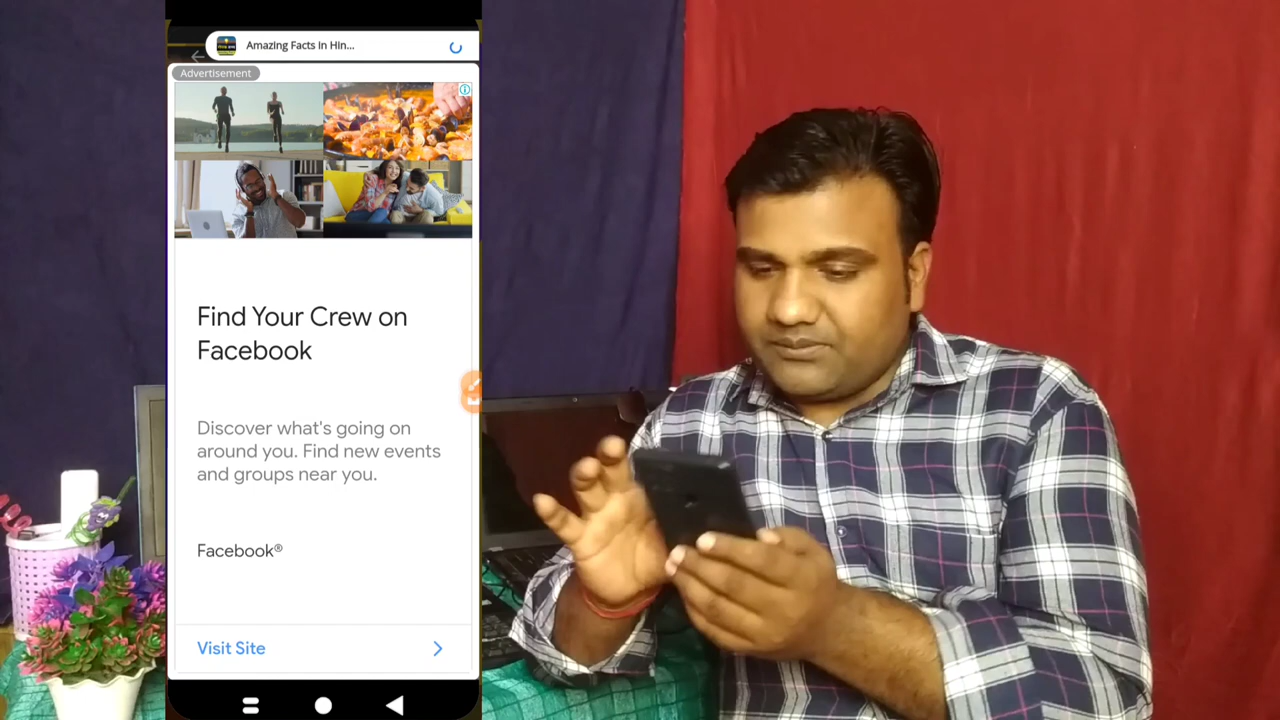 Amazing Facts in Hin...
Advertisement
Find Your Crew on
Facebook
Discover what's going on
around you. Find new events
and groups near you.
Facebook®
Visit Site